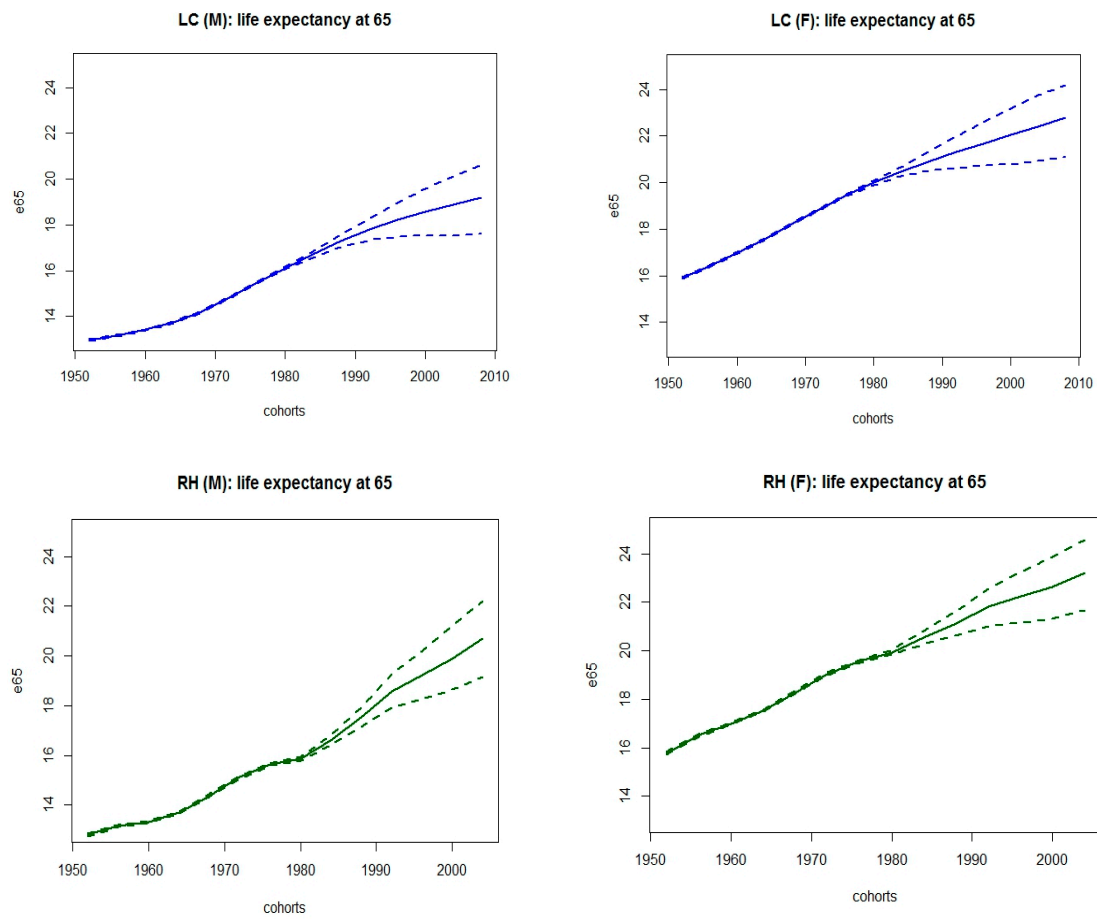 LC (M): life expectancy at 65
24
22
20
18
16
14
e65
1950 1960 1970 1980 1990 2000 2010
cohorts
LC (F): life expectancy at 65
24
22
20
18
16
14
e65
1950 1960 1970 1980 1990 2000 2010
cohorts
RH (M): life expectancy at 65
24
22
20
18
16
14
e65
1950 1960 1970 1980 1990 2000
cohorts
RH (F): life expectancy at 65
24
22
20
18
16
14
e65
1950 1960 1970 1980 1990 2000
cohorts